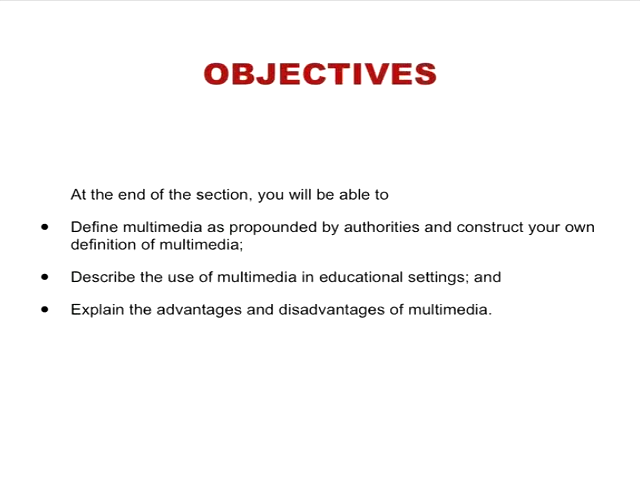 OBJECTIVES
At the end of the section, you will be able to
● Define multimedia as propounded by authorities and construct your own
definition of multimedia;
● Describe the use of multimedia in educational settings; and
● Explain the advantages and disadvantages of multimedia.